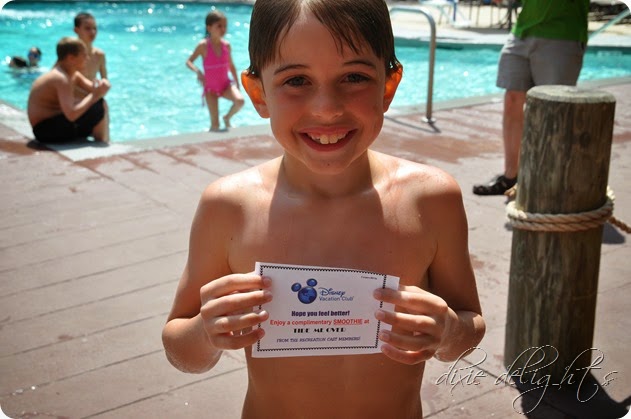 Disney
Vacation Club
Hope you feel better!
Enjoy a complimentary SMOOTHIE at
TIDE ME OVER
FROM THE RECREATION CAST MEMBERS!
dixie delights